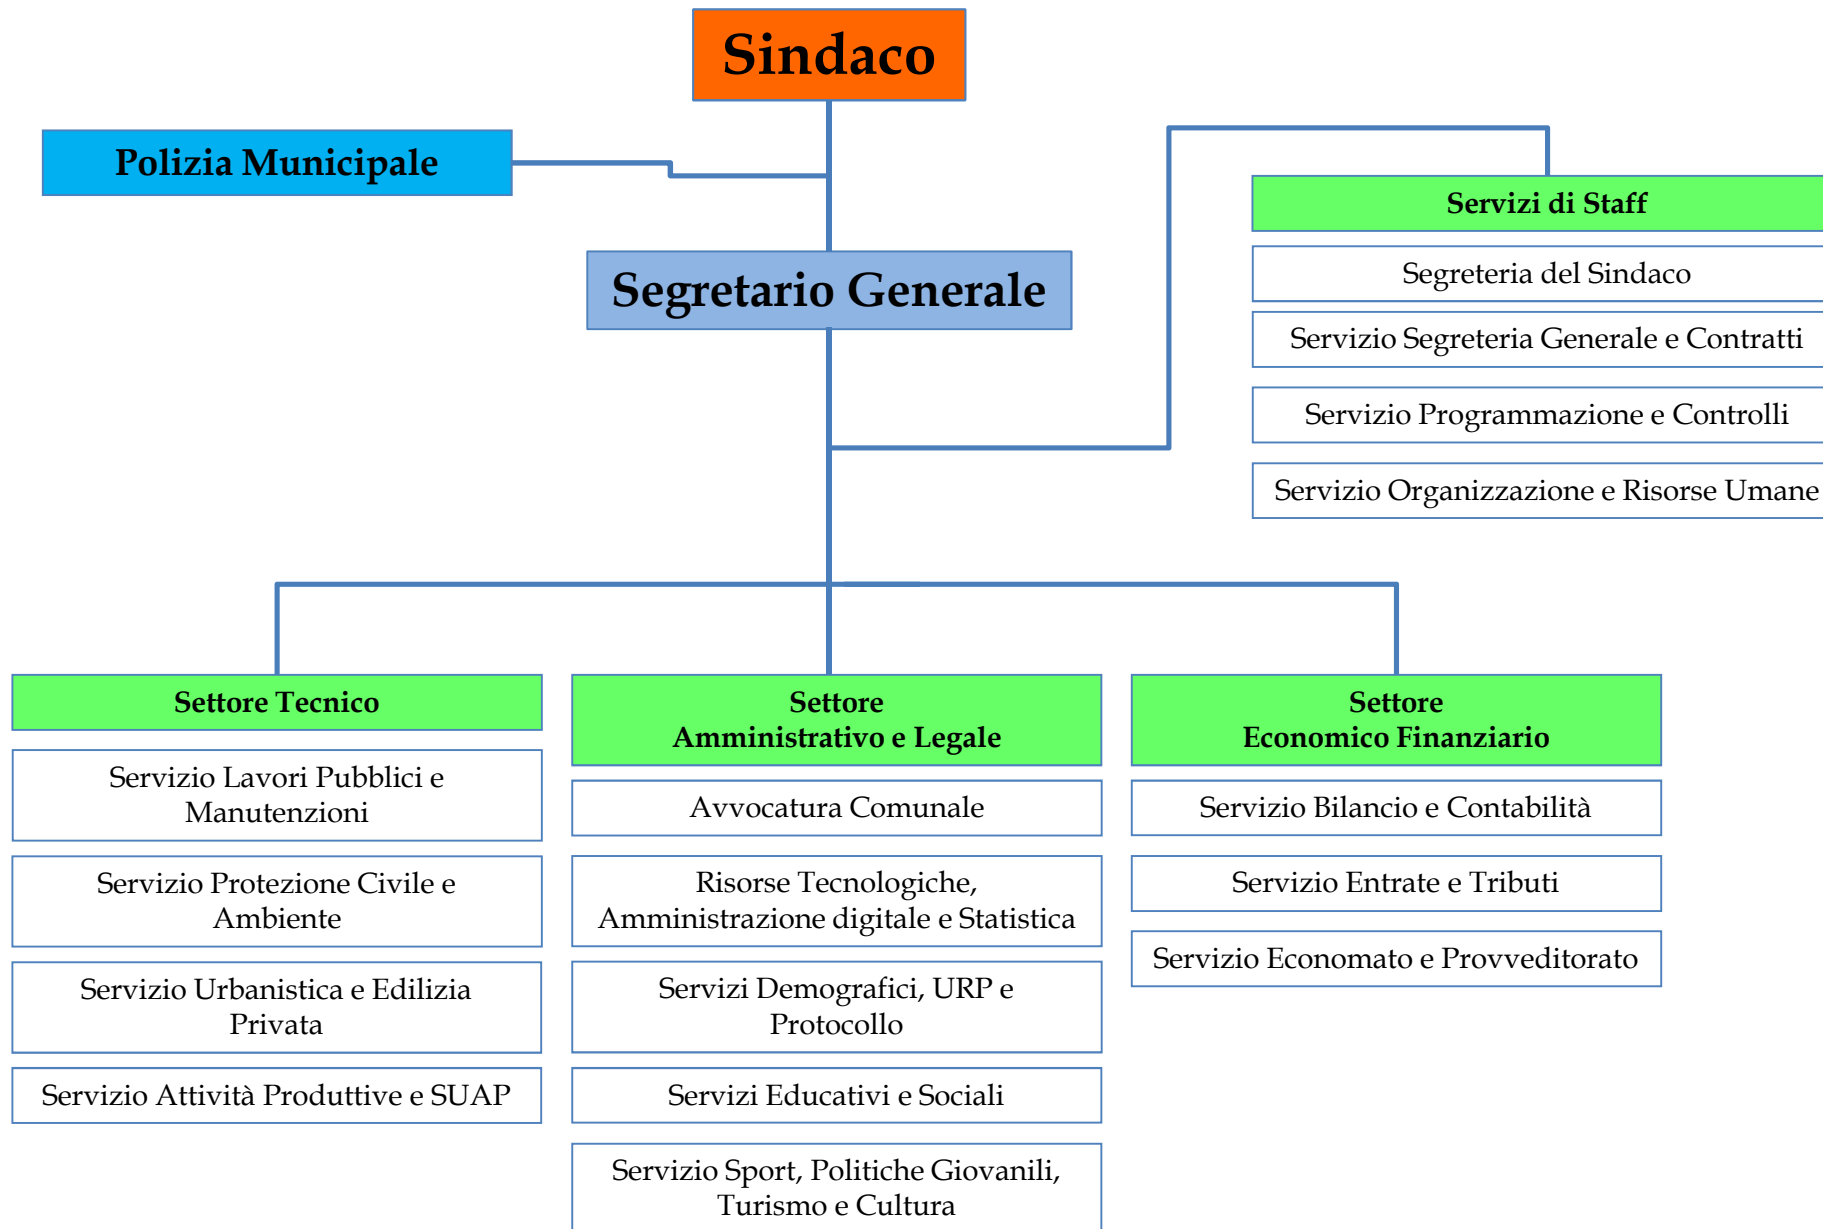 Sindaco
Polizia Municipale
Segretario Generale
Servizi di Staff
Segreteria del Sindaco
Servizio Segreteria Generale e Contratti
Servizio Programmazione e Controlli
Servizio Organizzazione e Risorse Umane
Settore Tecnico
Servizio Lavori Pubblici e
Manutenzioni
Servizio Protezione Civile e
Ambiente
Servizio Urbanistica e Edilizia
Privata
Servizio Attività Produttive e SUAP
Settore
Amministrativo e Legale
Avvocatura Comunale
Risorse Tecnologiche,
Amministrazione digitale e Statistica
Servizi Demografici, URP e
Protocollo
Servizi Educativi e Sociali
Servizio Sport, Politiche Giovanili,
Turismo e Cultura
Settore
Economico Finanziario
Servizio Bilancio e Contabilità
Servizio Entrate e Tributi
Servizio Economato e Provveditorato